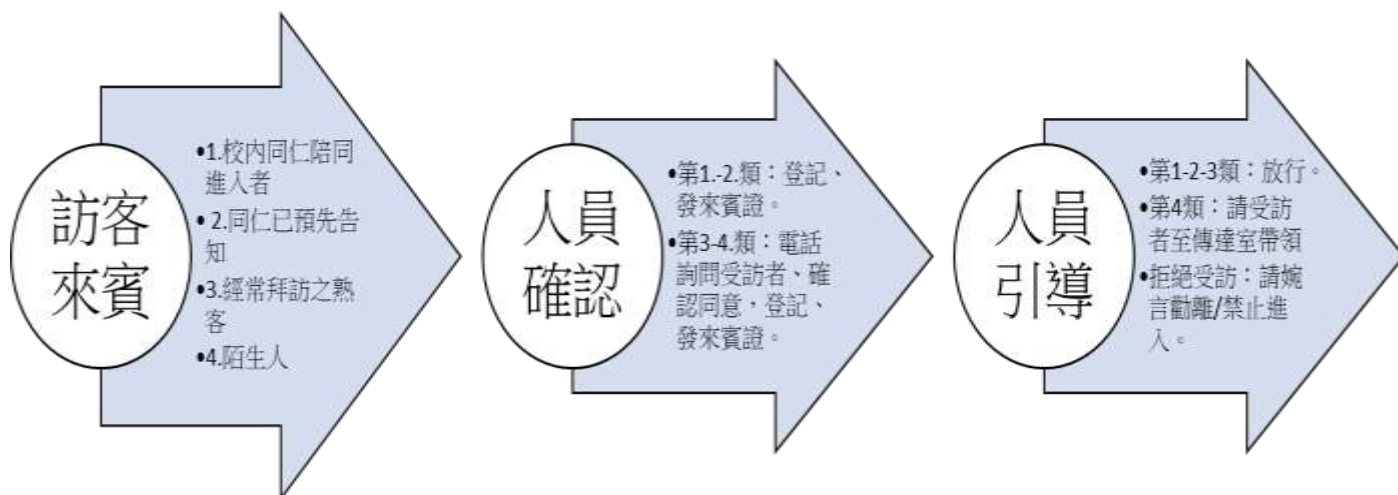 訪客
來賓
•1.校內同仁陪同
進入者
• 2.同仁已預先告
知
•3.經常拜訪之熟
客
•4.陌生人
人員
確認
•第1.-2.類：登記、
發來賓證。
•第3-4.類：電話
詢問受訪者、確
認同意，登記、
發來賓證。
人員
引導
•第1-2-3類：放行。
•第4類：請受訪
者至傳達室帶領
•拒絕受訪：請婉
言勸離/禁止進
入。